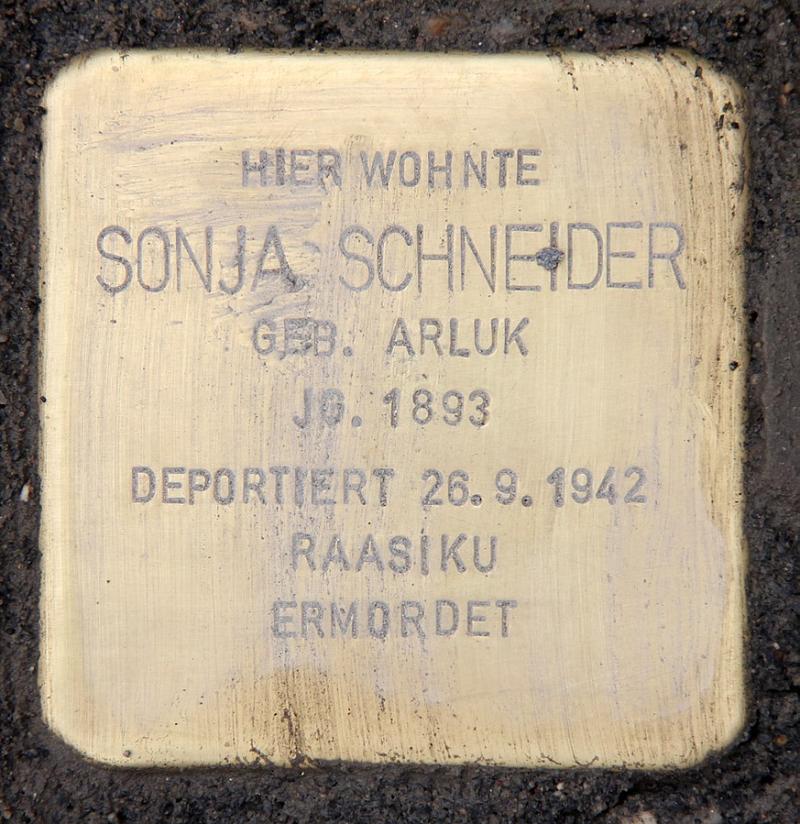 HIER WOHNTE
SONJA SCHNEIDER
GEB. ARLUK
JG. 1893
DEPORTIERT 26.9.1942
RAASIKU
ERMORDET